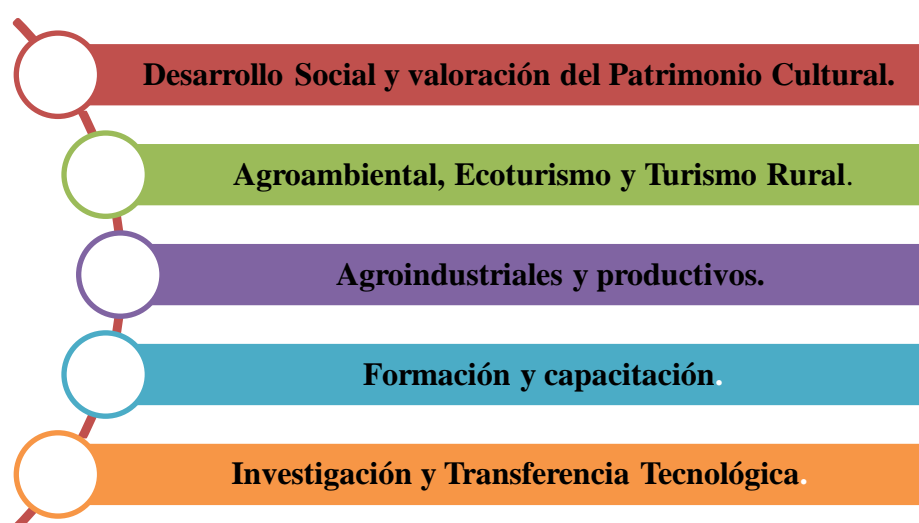 Desarrollo Social y valoración del Patrimonio Cultural.
Agroambiental, Ecoturismo y Turismo Rural.
Agroindustriales y productivos.
Formación y capacitación.
Investigación y Transferencia Tecnológica.